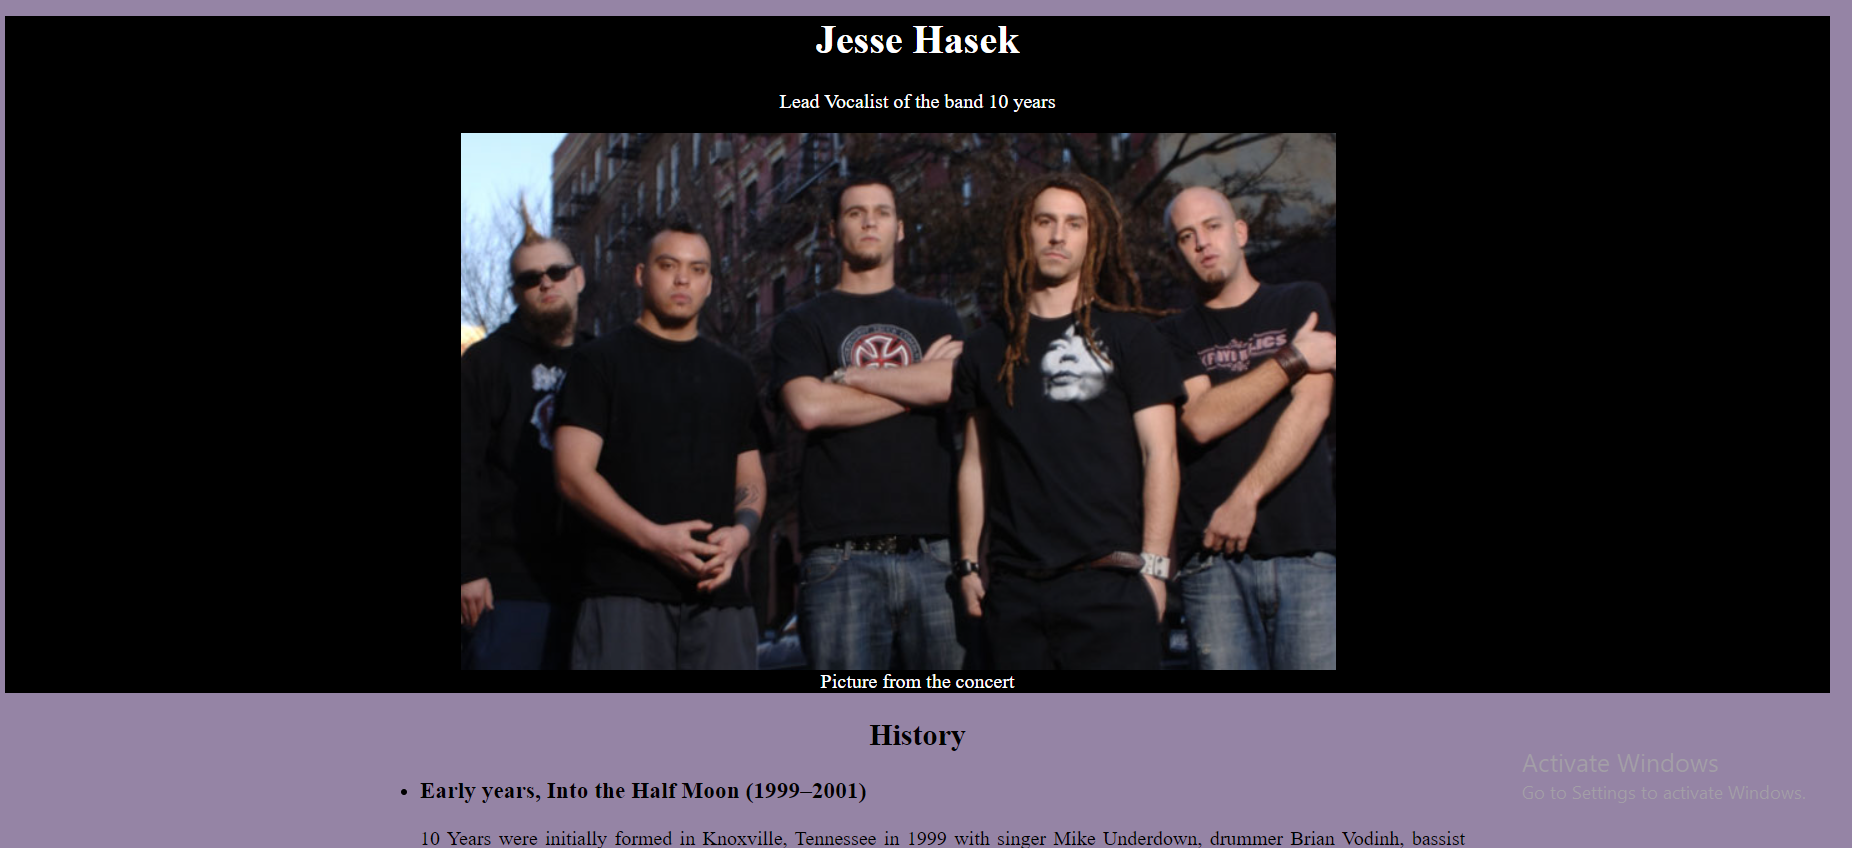 Jesse Hasek
Lead Vocalist of the band 10 years
Picture from the concert
History
Early years, Into the Half Moon (1999–2001)
10 Years were initially formed in Knoxville, Tennessee in 1999 with singer Mike Underdown, drummer Brian Vodinh, bassist
Activate Windows
Go to Settings to activate Windows.